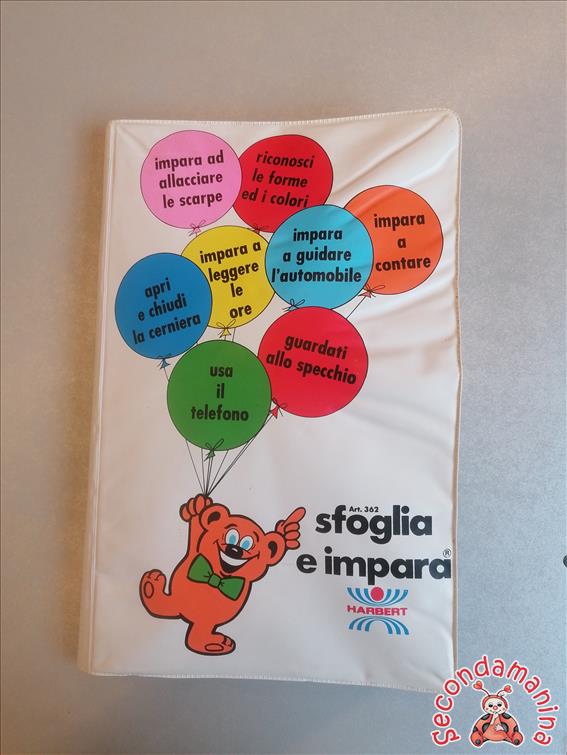 impara ad
allacciare
le scarpe
riconosci
le forme
ed i colori
impara a
leggere
le
ore
impara
a guidare
l'automobile
impara
a
contare
apri
e chiudi
la cerniera
usa
il
telefono
guardati
allo specchio
Art. 362
sfoglia
e impara®
HARBERT
Secondamanina